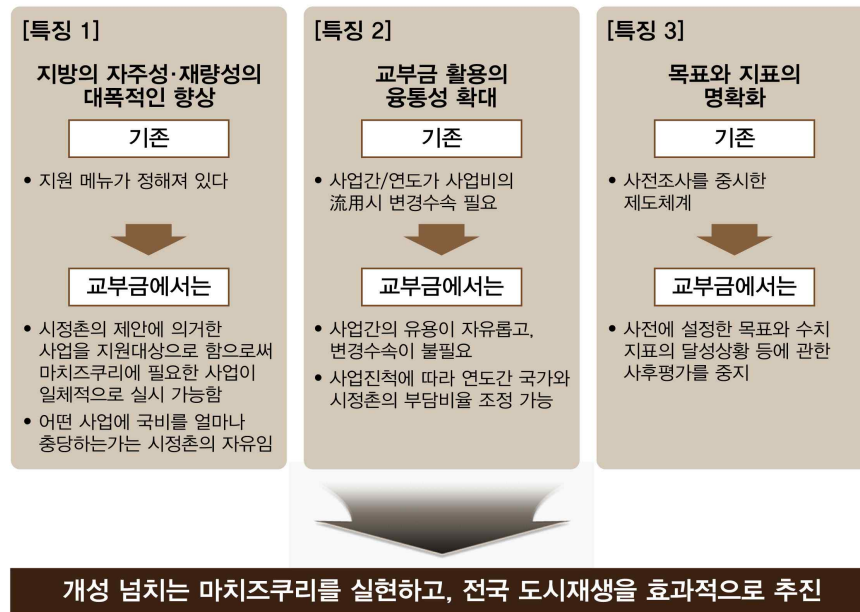 [특징 1]
지방의 자주성·재량성의
대폭적인 향상
기존
• 지원 메뉴가 정해져 있다
교부금에서는
• 시정촌의 제안에 의거한
사업을 지원대상으로 함으로써
마치즈쿠리에 필요한 사업이
일체적으로 실시 가능함
• 어떤 사업에 국비를 얼마나
충당하는가는 시정촌의 자유임
[특징 2]
교부금 활용의
융통성 확대
기존
• 사업간/연도가 사업비의
流用시 변경수속 필요
교부금에서는
• 사업간의 유용이 자유롭고,
변경수속이 불필요
• 사업진척에 따라 연도간 국가와
시정촌의 부담비율 조정 가능
[특징 3]
목표와 지표의
명확화
기존
• 사전조사를 중시한
제도체계
교부금에서는
• 사전에 설정한 목표와 수치
지표의 달성상황 등에 관한
사후평가를 중지
개성 넘치는 마치즈쿠리를 실현하고, 전국 도시재생을 효과적으로 추진